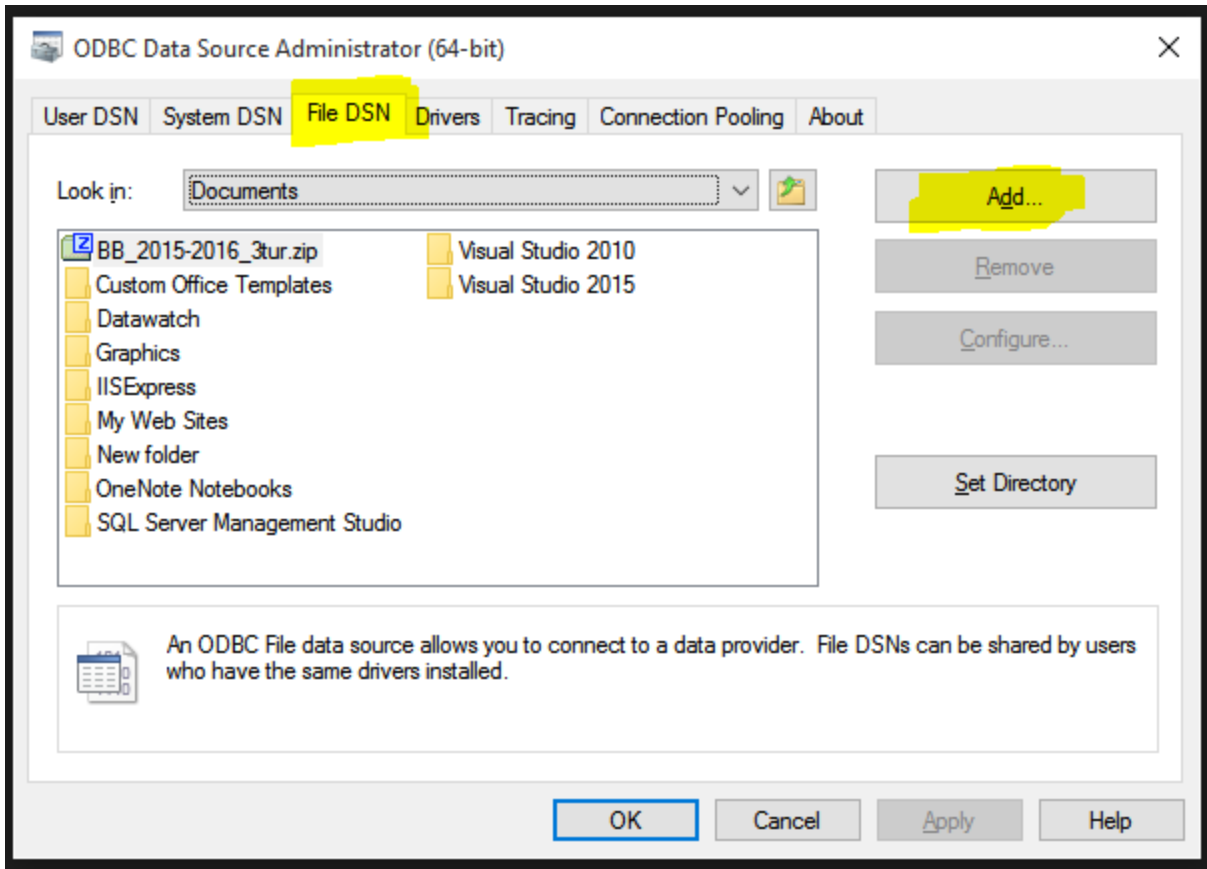 ODBC Data Source Administrator (64-bit)
User DSN System DSN File DSN Drivers Tracing Connection Pooling About
Look in: Documents
Add...
BB_2015-2016_3tur.zip
Custom Office Templates
Datawatch
Graphics
IISExpress
My Web Sites
New folder
OneNote Notebooks
SQL Server Management Studio
Visual Studio 2010
Visual Studio 2015
Remove
Configure...
Set Directory
An ODBC File data source allows you to connect to a data provider.  File DSNs can be shared by users
who have the same drivers installed.
OK Cancel Apply Help